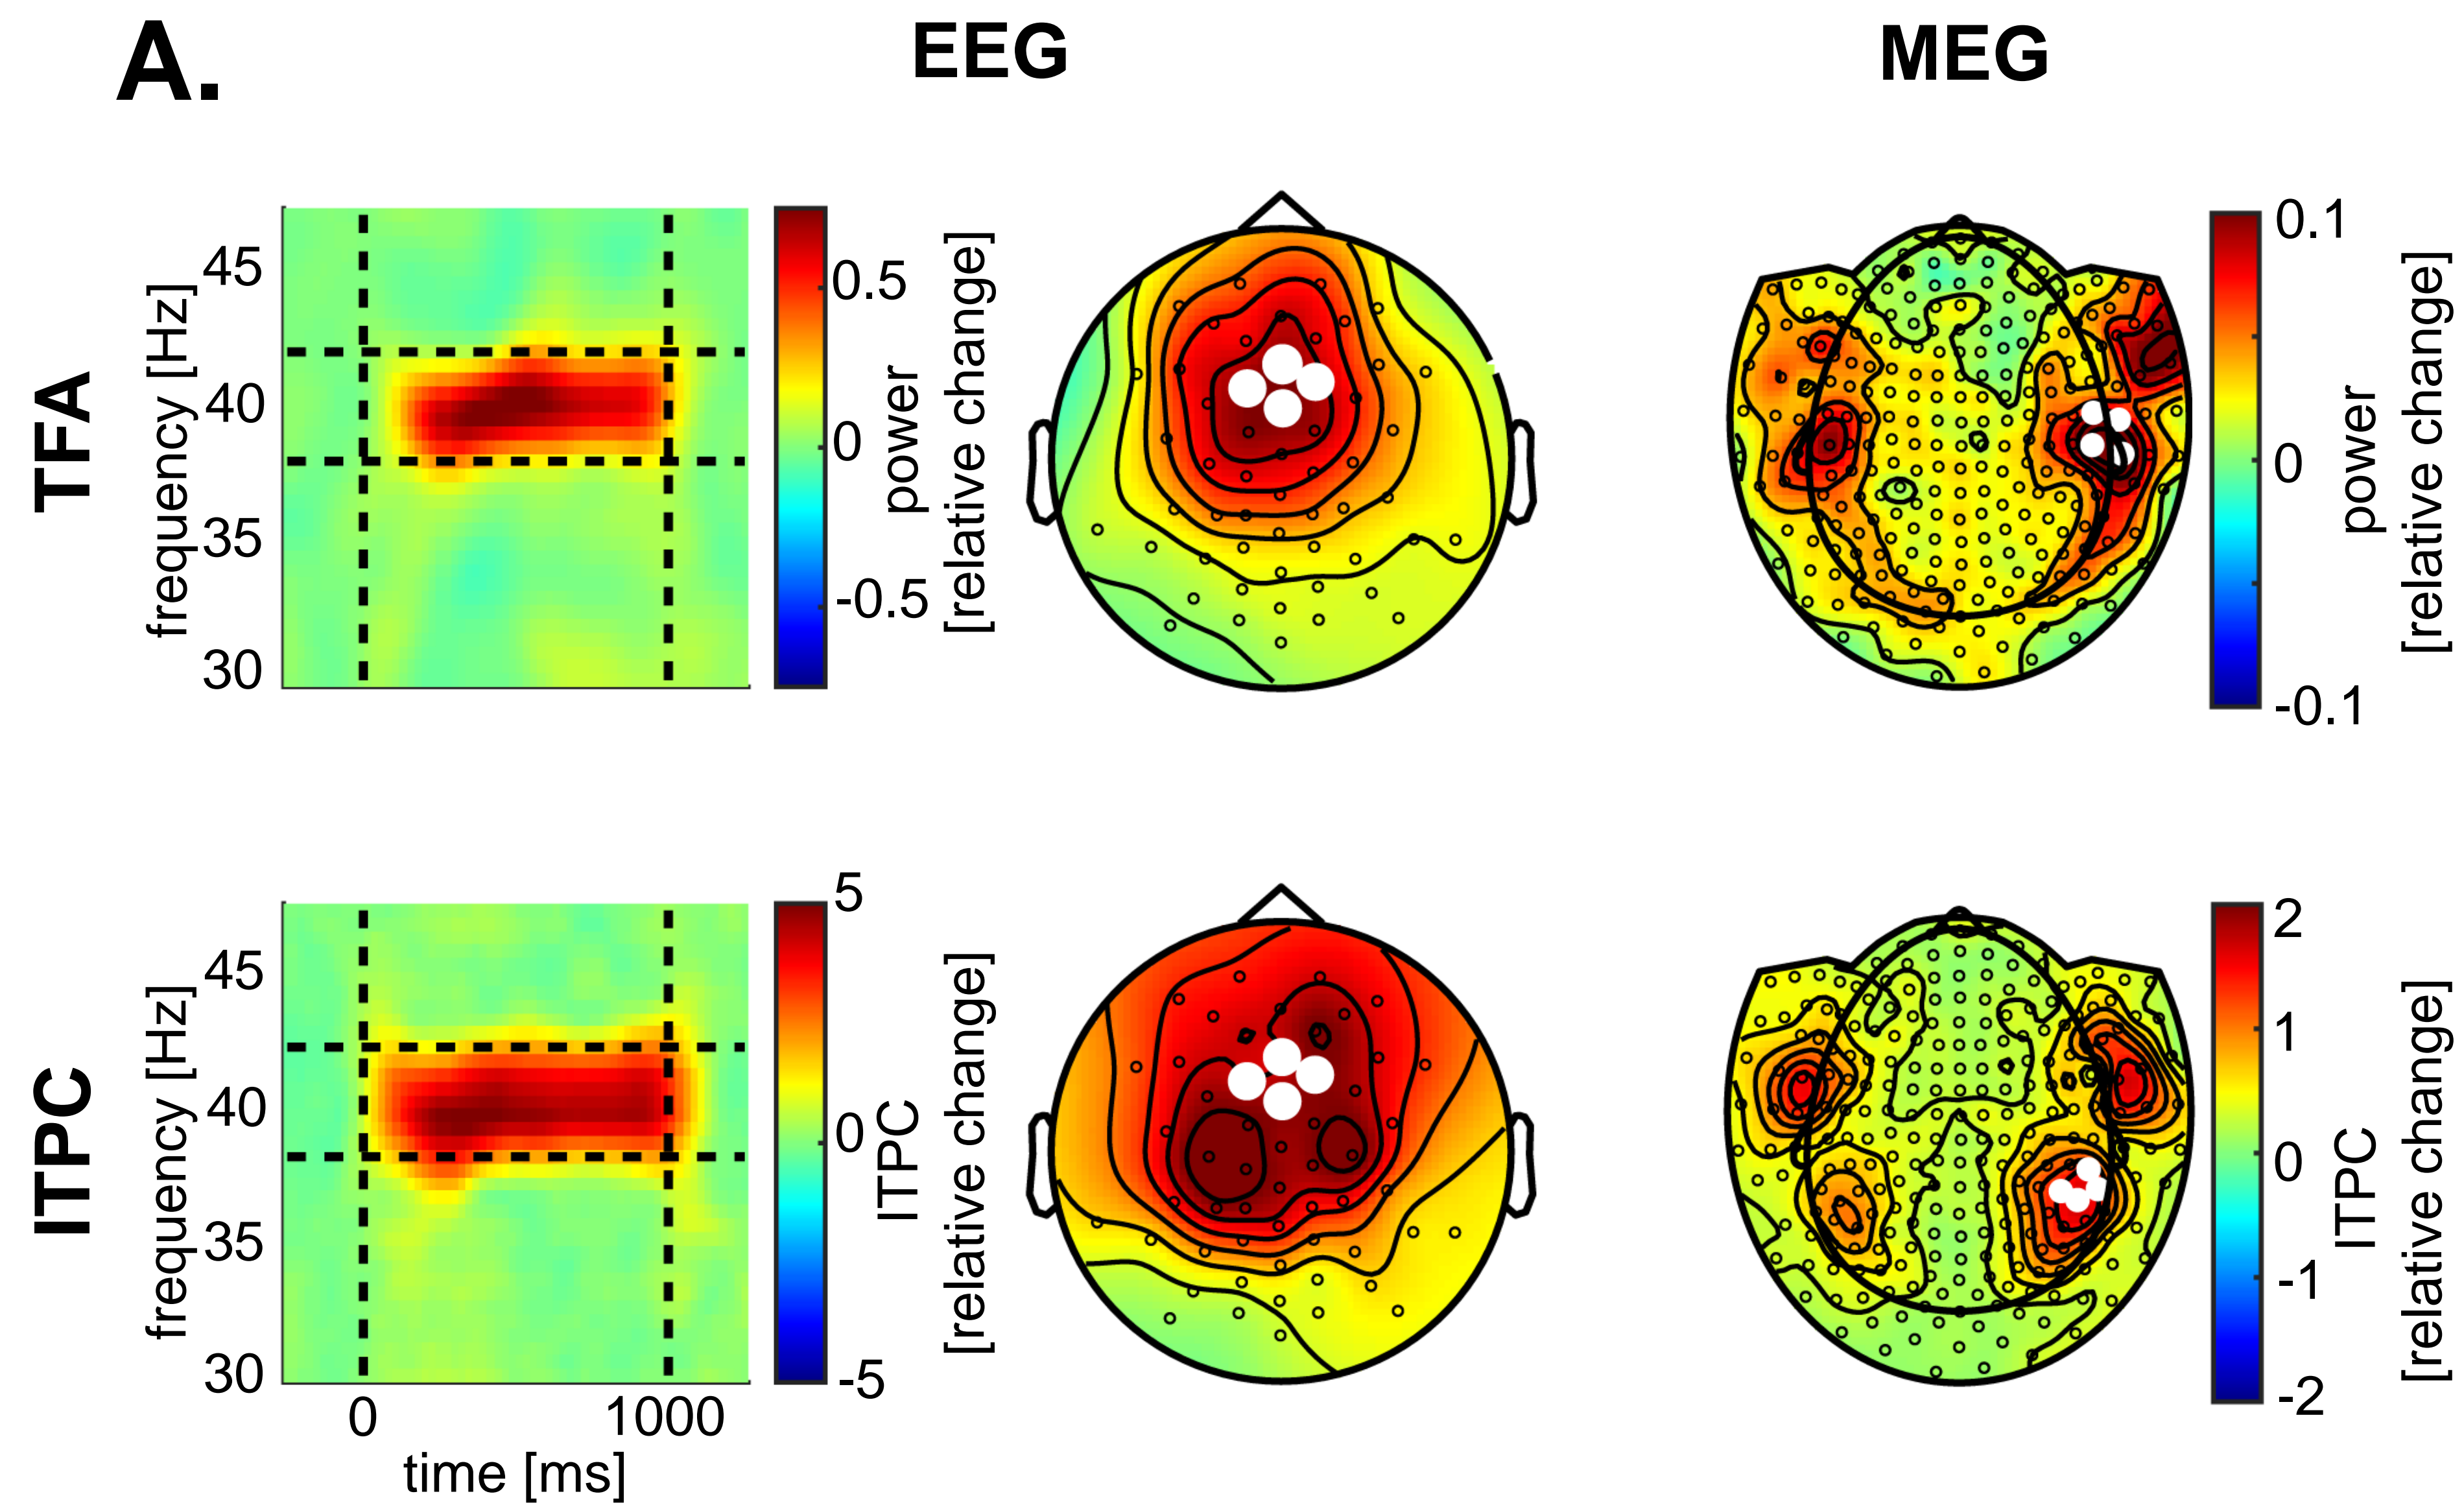 A.
EEG
MEG
TFA
frequency [Hz]
45
40
35
30
0.5
0
-0.5
power
[relative change]
0.1
0
-0.1
power
[relative change]
ITPC
frequency [Hz]
45
40
35
30
0
1000
time [ms]
5
0
-5
ITPC
[relative change]
2
1
0
-1
-2
ITPC
[relative change]